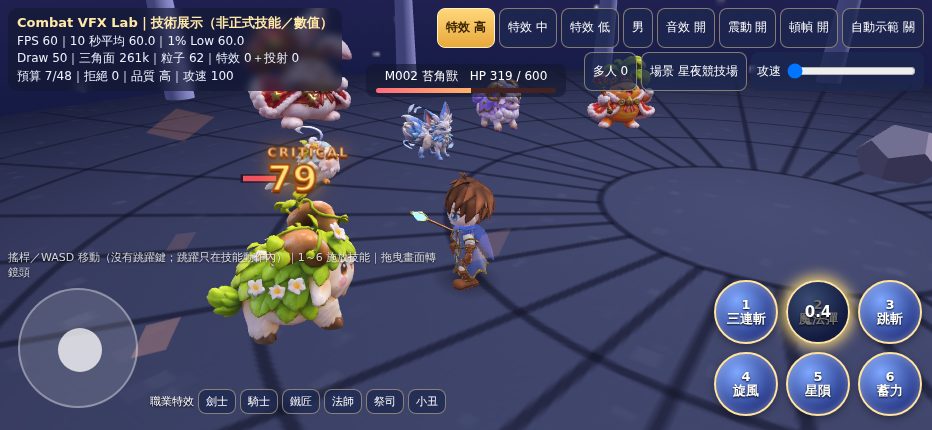 Combat VFX Lab｜技術展示（非正式技能／數值）
FPS 60｜10 秒平均 60.0｜1% Low 60.0
Draw 50｜三角面 261k｜粒子 62｜特效 0＋投射 0
預算 7/48｜拒絕 0｜品質 高｜攻速 100
特效 高
特效 中
特效 低
男
音效 開
震動 開
頓幀 開
自動示範 關
M002 苔角獸 HP 319 / 600
多人 0
場景 星夜競技場
攻速
CRITICAL
79
搖桿／WASD 移動（沒有跳躍鍵；跳躍只在技能動作內）｜1～6 施放技能｜拖曳畫面轉
鏡頭
1
三連斬
2
魔法彈
0.4
3
跳斬
4
旋風
5
星隕
6
蓄力
職業特效
劍士
騎士
鐵匠
法師
祭司
小丑